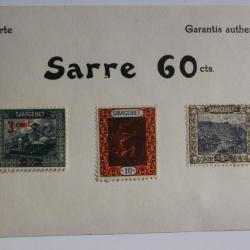 rte Garantis authe
Sarre 60 cts.
SAARGEBIET SAARGEBIET SAARGEBIET
3 cent.
10